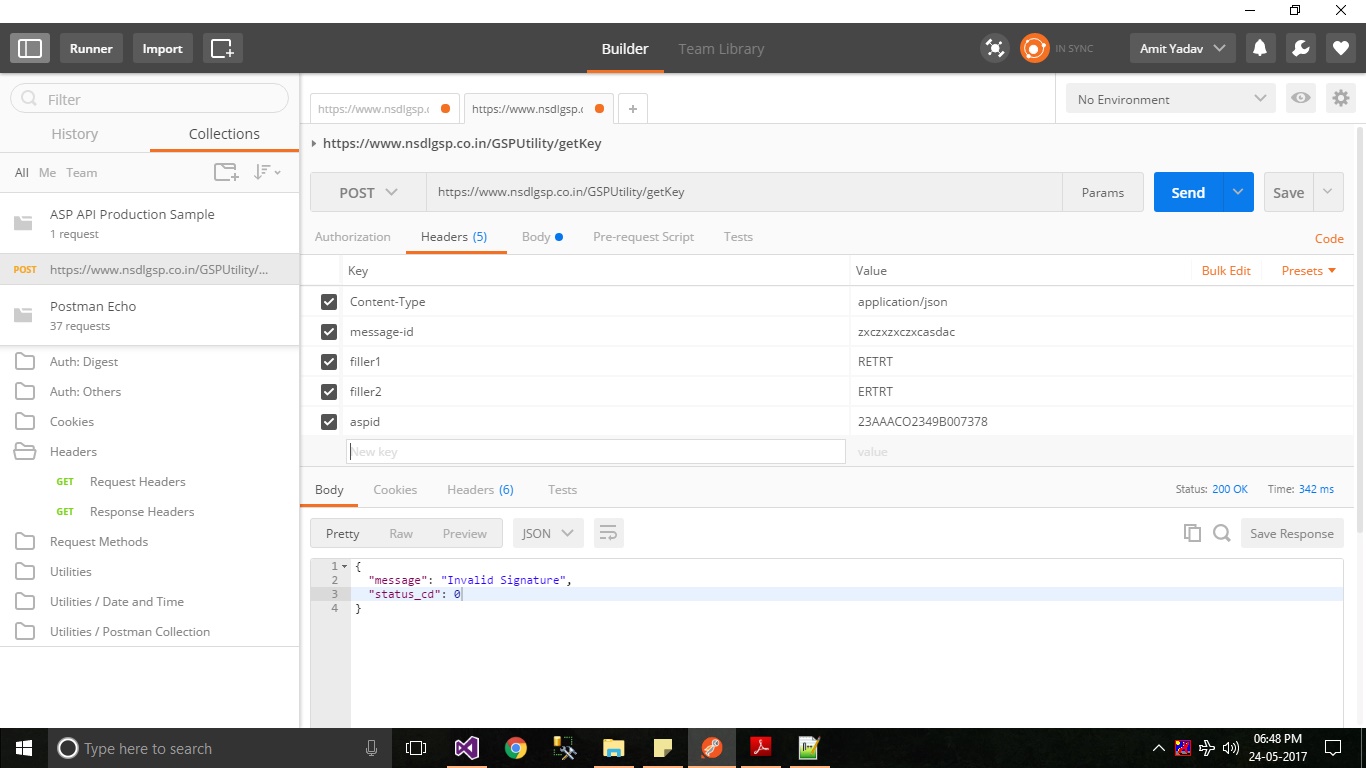 Runner
Import
Builder
Team Library
IN SYNC
Amit Yadav
Filter
History
Collections
All Me Team
ASP API Production Sample
1 request
POST https://www.nsdlgsp.co.in/GSPUtility/...
Postman Echo
37 requests
Auth: Digest
Auth: Others
Cookies
Headers
GET Request Headers
GET Response Headers
Request Methods
Utilities
Utilities / Date and Time
Utilities / Postman Collection
https://www.nsdlgsp.c
https://www.nsdlgsp.c
+
No Environment
https://www.nsdlgsp.co.in/GSPUtility/getKey
POST
https://www.nsdlgsp.co.in/GSPUtility/getKey
Params
Send
Save
Authorization
Headers (5)
Body
Pre-request Script
Tests
Code
Key Value Bulk Edit Presets
Content-Type application/json
message-id zxczxzxczxcasdac
filler1 RETRT
filler2 ERTRT
aspid 23AAACO2349B007378
New key value
Body Cookies Headers (6) Tests Status: 200 OK Time: 342 ms
Pretty Raw Preview JSON Save Response
1 {
2 "message": "Invalid Signature",
3 "status_cd": 0
4 }
Type here to search
06:48 PM
24-05-2017